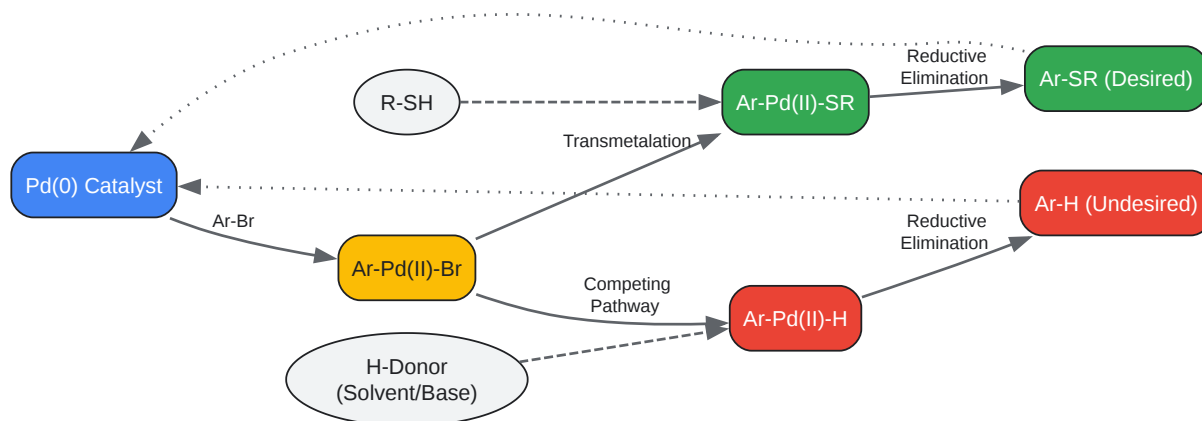 Reductive
Elimination
Ar-SR (Desired)
R-SH
Ar-Pd(II)-SR
Transmetalation
Pd(0) Catalyst
Ar-Br
Ar-H (Undesired)
Reductive
Elimination
Ar-Pd(II)-Br
Competing
Pathway
Ar-Pd(II)-H
H-Donor
(Solvent/Base)